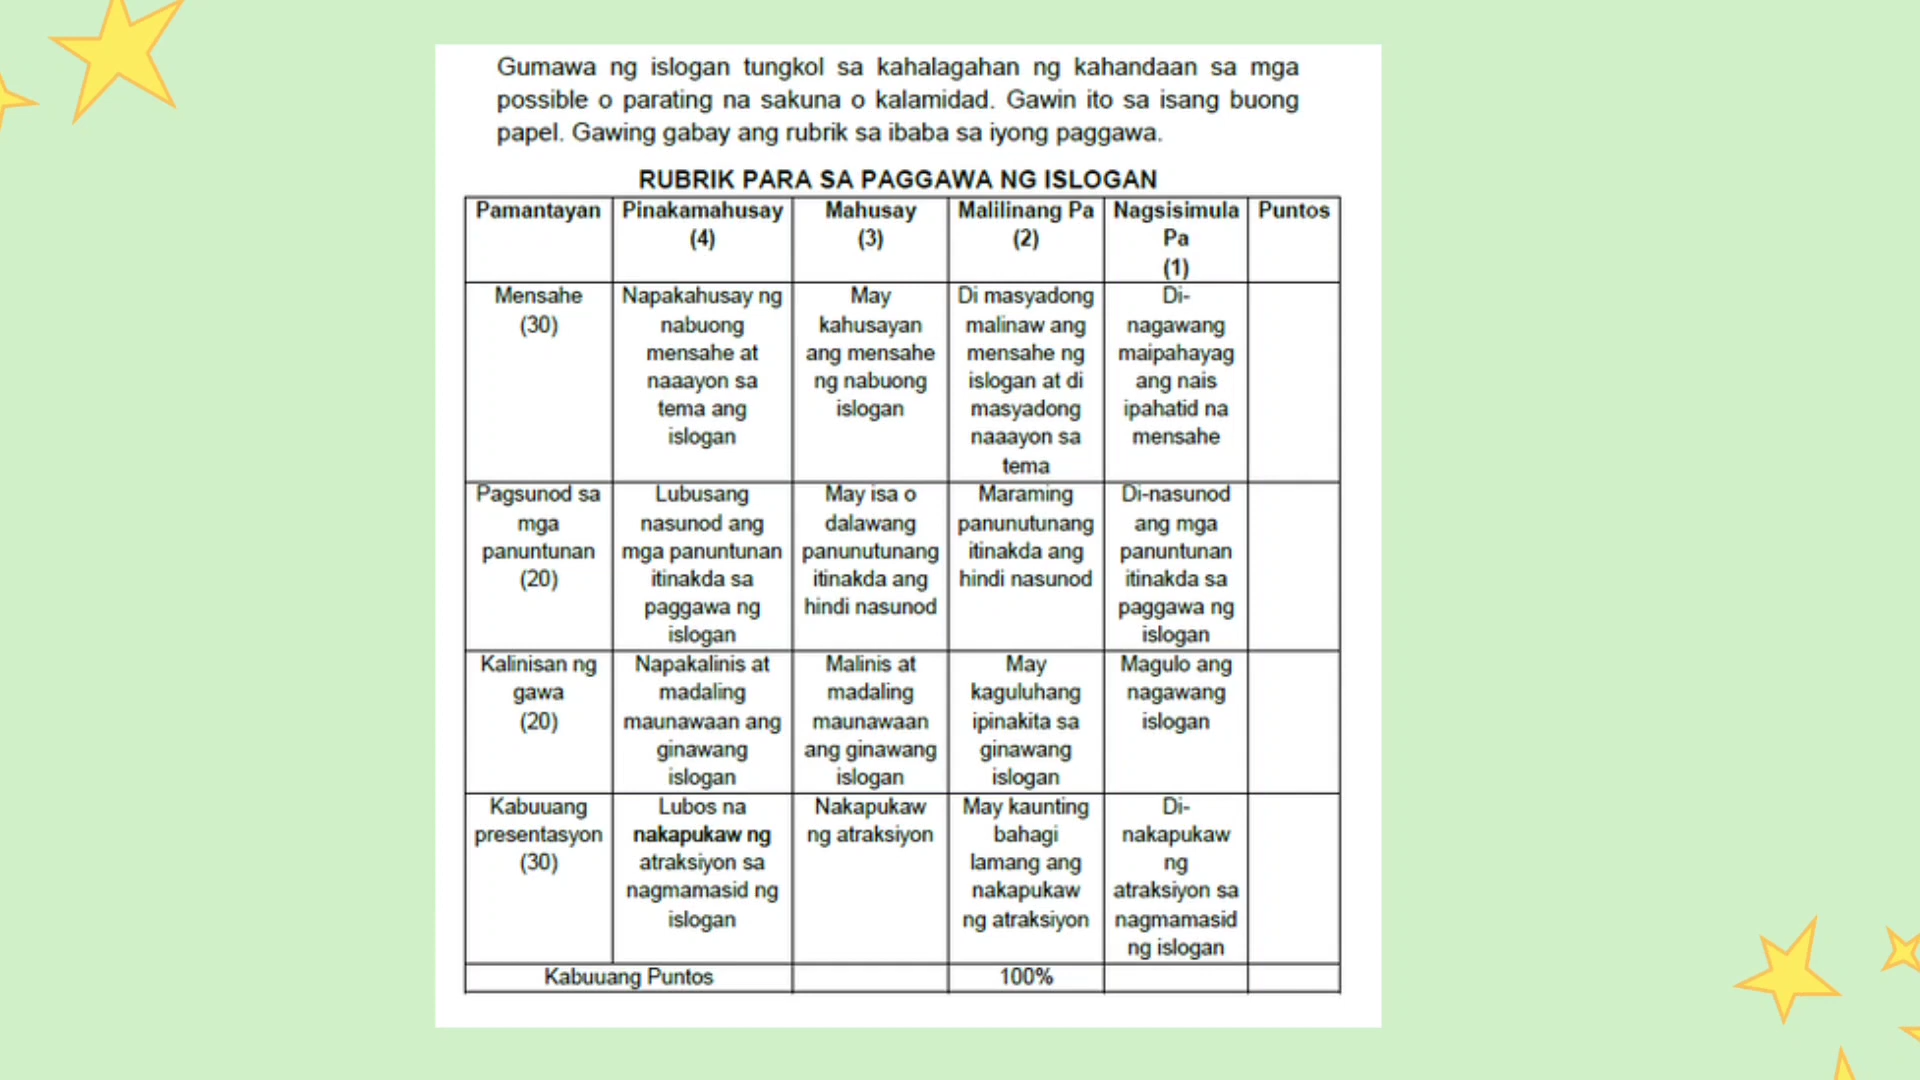 Gumawa ng islogan tungkol sa kahalagahan ng kahandaan sa mga
possible o parating na sakuna o kalamidad. Gawin ito sa isang buong
papel. Gawing gabay ang rubrik sa ibaba sa iyong paggawa.
RUBRIK PARA SA PAGGAWA NG ISLOGAN
Pamantayan
Pinakamahusay
(4)
Mahusay
(3)
Malilinang Pa
(2)
Nagsisimula
Pa
(1)
Puntos
Mensahe
(30)
Napakahusay ng
nabuong
mensahe at
naaayon sa
tema ang
islogan
May
kahusayan
ang mensahe
ng nabuong
islogan
Di masyadong
malinaw ang
mensahe ng
islogan at di
masyadong
naaayon sa
tema
Di-
nagawang
maipahayag
ang nais
ipahatid na
mensahe
Pagsunod sa
mga
panuntunan
(20)
Lubusang
nasunod ang
mga panuntunan
itinakda sa
paggawa ng
islogan
May isa o
dalawang
panunutunang
itinakda ang
hindi nasunod
Maraming
panunutunang
itinakda ang
hindi nasunod
Di-nasunod
ang mga
panuntunan
itinakda sa
paggawa ng
islogan
Kalinisan ng
gawa
(20)
Napakalinis at
madaling
maunawaan ang
ginawang
islogan
Malinis at
madaling
maunawaan
ang ginawang
islogan
May
kaguluhang
ipinakita sa
ginawang
islogan
Magulo ang
nagawang
islogan
Kabuuang
presentasyon
(30)
Lubos na
nakapukaw ng
atraksiyon sa
nagmamasid ng
islogan
Nakapukaw
ng atraksiyon
May kaunting
bahagi
lamang ang
nakapukaw
ng atraksiyon
Di-
nakapukaw
ng
atraksiyon sa
nagmamasid
ng islogan
Kabuuang Puntos
100%